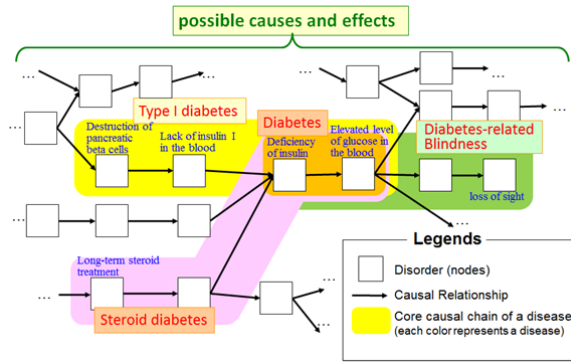 possible causes and effects
...
...
...
...
Type I diabetes
...
...
Destruction of
pancreatic
beta cells
Lack of insulin I
in the blood
Diabetes
Deficiency
of insulin
Elevated level
of glucose in
the blood
Diabetes-related
Blindness
loss of sight
...
...
Long-term steroid
treatment
...
Steroid diabetes
...
...
Legends
Disorder (nodes)
Causal Relationship
Core causal chain of a disease
(each color represents a disease)